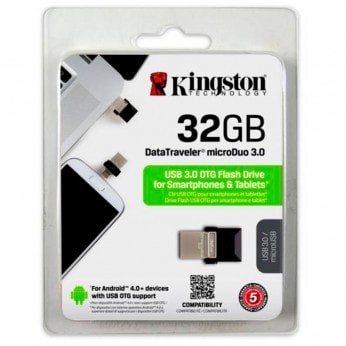 Kingston
TECHNOLOGY
32GB
DataTraveler® microDuo 3.0
USB 3.0 OTG Flash Drive
for Smartphones & Tablets*
USB 3.0 /
microUSB
For Android™ 4.0+ devices
with USB OTG support
COMPATIBILITY
5